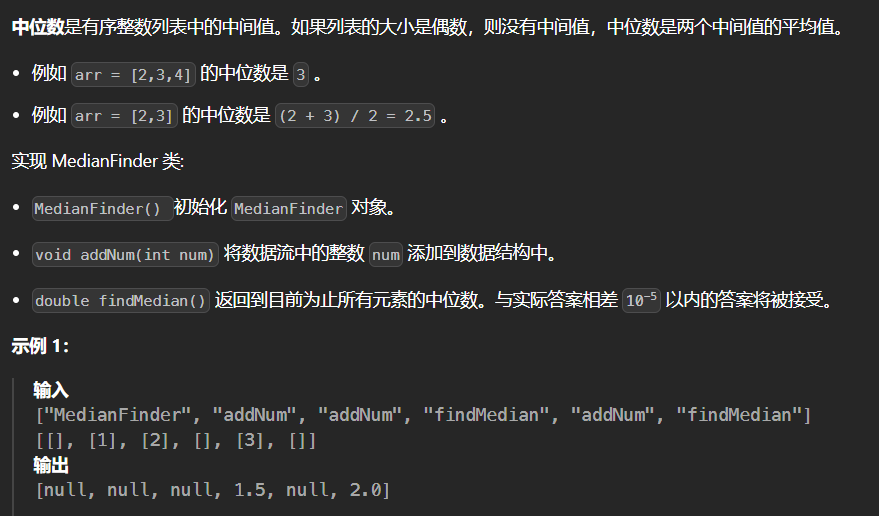 中位数是有序整数列表中的中间值。如果列表的大小是偶数，则没有中间值，中位数是两个中间值的平均值。
• 例如 arr = [2,3,4] 的中位数是 3 。
• 例如 arr = [2,3] 的中位数是 (2 + 3) / 2 = 2.5 。
实现 MedianFinder 类:
• MedianFinder() 初始化 MedianFinder 对象。
• void addNum(int num) 将数据流中的整数 num 添加到数据结构中。
• double findMedian() 返回到目前为止所有元素的中位数。与实际答案相差 10⁻⁵ 以内的答案将被接受。
示例 1：
输入
["MedianFinder", "addNum", "addNum", "findMedian", "addNum", "findMedian"]
[[], [1], [2], [], [3], []]
输出
[null, null, null, 1.5, null, 2.0]